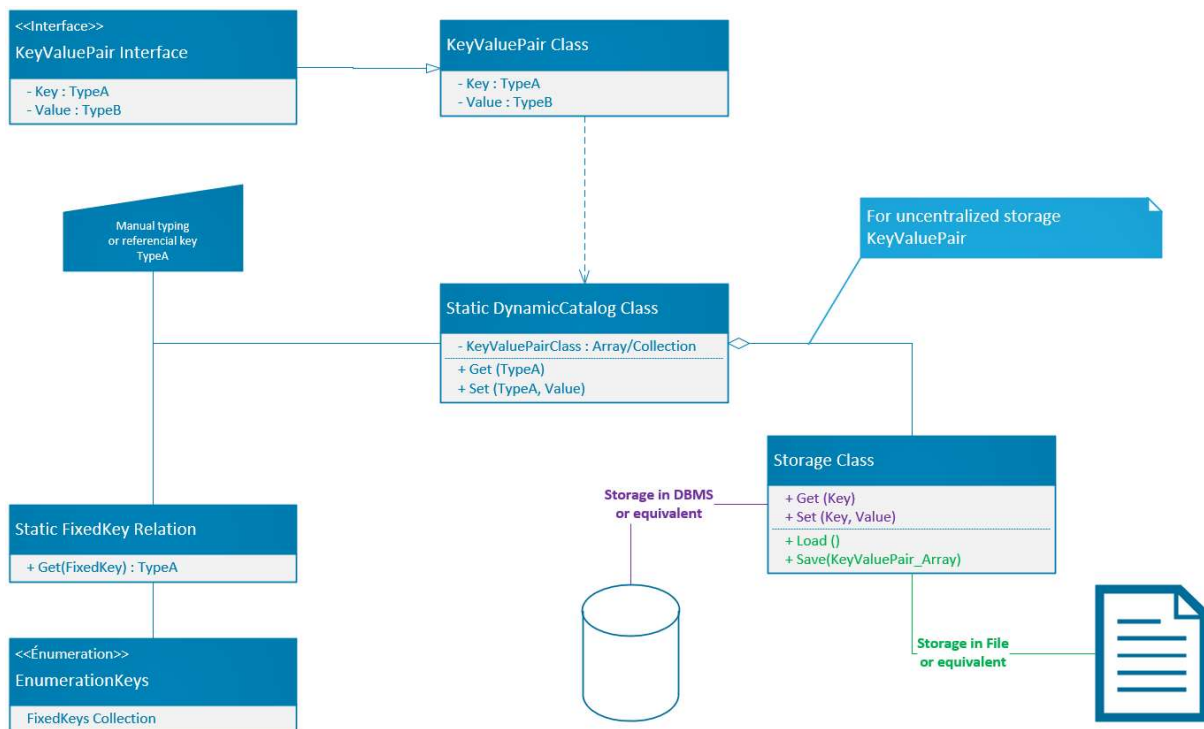 <<Interface>>
KeyValuePair Interface
- Key : TypeA
- Value : TypeB
KeyValuePair Class
- Key : TypeA
- Value : TypeB
Manual typing
or referencial key
TypeA
For uncentralized storage
KeyValuePair
Static DynamicCatalog Class
- KeyValuePairClass : Array/Collection
+ Get (TypeA)
+ Set (TypeA, Value)
Storage Class
+ Get (Key)
+ Set (Key, Value)
+ Load ()
+ Save(KeyValuePair_Array)
Storage in DBMS
or equivalent
Static FixedKey Relation
+ Get(FixedKey) : TypeA
Storage in File
or equivalent
<<Énumeration>>
EnumerationKeys
FixedKeys Collection